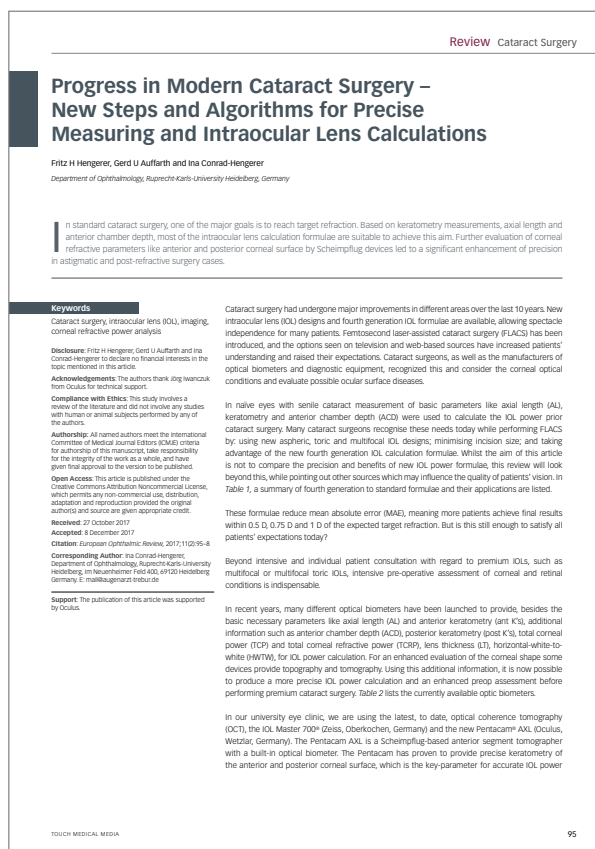 Review Cataract Surgery
Progress in Modern Cataract Surgery –
New Steps and Algorithms for Precise
Measuring and Intraocular Lens Calculations
Fritz H Hengerer, Gerd U Auffarth and Ina Conrad-Hengerer
Department of Ophthalmology, Ruprecht-Karls-University Heidelberg, Germany
In standard cataract surgery, one of the major goals is to reach target refraction. Based on keratometry measurements, axial length and
anterior chamber depth, most of the intraocular lens calculation formulae are suitable to achieve this aim. Further evaluation of corneal
refractive parameters like anterior and posterior corneal surface by Scheimpflug devices led to a significant enhancement of precision
in astigmatic and post-refractive surgery cases.
Keywords
Cataract surgery, intraocular lens (IOL), imaging,
corneal refractive power analysis
Disclosure: Fritz H Hengerer, Gerd U Auffarth and Ina
Conrad-Hengerer to declare no financial interests in the
topic mentioned in this article.
Acknowledgements: The authors thank Jörg Iwanczuk
from Oculus for technical support.
Compliance with Ethics: This study involves a
review of the literature and did not involve any studies
with human or animal subjects performed by any of
the authors.
Authorship: All named authors meet the International
Committee of Medical Journal Editors (ICMJE) criteria
for authorship of this manuscript, take responsibility
for the integrity of the work as a whole, and have
given final approval to the version to be published.
Open Access: This article is published under the
Creative Commons Attribution Noncommercial License,
which permits any non-commercial use, distribution,
adaptation and reproduction provided the original
author(s) and source are given appropriate credit.
Received: 27 October 2017
Accepted: 8 December 2017
Citation: European Ophthalmic Review, 2017;11(2):95–8
Corresponding Author: Ina Conrad-Hengerer,
Department of Ophthalmology, Ruprecht-Karls-University
Heidelberg, Im Neuenheimer Feld 400, 69120 Heidelberg
Germany. E: mail@augenarzt-trebur.de
Support: The publication of this article was supported
by Oculus.
Cataract surgery had undergone major improvements in different areas over the last 10 years. New
intraocular lens (IOL) designs and fourth generation IOL formulae are available, allowing spectacle
independence for many patients. Femtosecond laser-assisted cataract surgery (FLACS) has been
introduced, and the options seen on television and web-based sources have increased patients'
understanding and raised their expectations. Cataract surgeons, as well as the manufacturers of
optical biometers and diagnostic equipment, recognized this and consider the corneal optical
conditions and evaluate possible ocular surface diseases.
In naïve eyes with senile cataract measurement of basic parameters like axial length (AL),
keratometry and anterior chamber depth (ACD) were used to calculate the IOL power prior
cataract surgery. Many cataract surgeons recognise these needs today while performing FLACS
by: using new aspheric, toric and multifocal IOL designs; minimising incision size; and taking
advantage of the new fourth generation IOL calculation formulae. Whilst the aim of this article
is not to compare the precision and benefits of new IOL power formulae, this review will look
beyond this, while pointing out other sources which may influence the quality of patients' vision. In
Table 1, a summary of fourth generation to standard formulae and their applications are listed.
These formulae reduce mean absolute error (MAE), meaning more patients achieve final results
within 0.5 D, 0.75 D and 1 D of the expected target refraction. But is this still enough to satisfy all
patients' expectations today?
Beyond intensive and individual patient consultation with regard to premium IOLs, such as
multifocal or multifocal toric IOLs, intensive pre-operative assessment of corneal and retinal
conditions is indispensable.
In recent years, many different optical biometers have been launched to provide, besides the
basic necessary parameters like axial length (AL) and anterior keratometry (ant K's), additional
information such as anterior chamber depth (ACD), posterior keratometry (post K's), total corneal
power (TCP) and total corneal refractive power (TCRP), lens thickness (LT), horizontal-white-to-
white (HWTW), for IOL power calculation. For an enhanced evaluation of the corneal shape some
devices provide topography and tomography. Using this additional information, it is now possible
to produce a more precise IOL power calculation and an enhanced preop assessment before
performing premium cataract surgery. Table 2 lists the currently available optic biometers.
In our university eye clinic, we are using the latest, to date, optical coherence tomography
(OCT), the IOL Master 700® (Zeiss, Oberkochen, Germany) and the new Pentacam® AXL (Oculus,
Wetzlar, Germany). The Pentacam AXL is a Scheimpflug-based anterior segment tomographer
with a built-in optical biometer. The Pentacam has proven to provide precise keratometry of
the anterior and posterior corneal surface, which is the key-parameter for accurate IOL power
TOUCH MEDICAL MEDIA
95